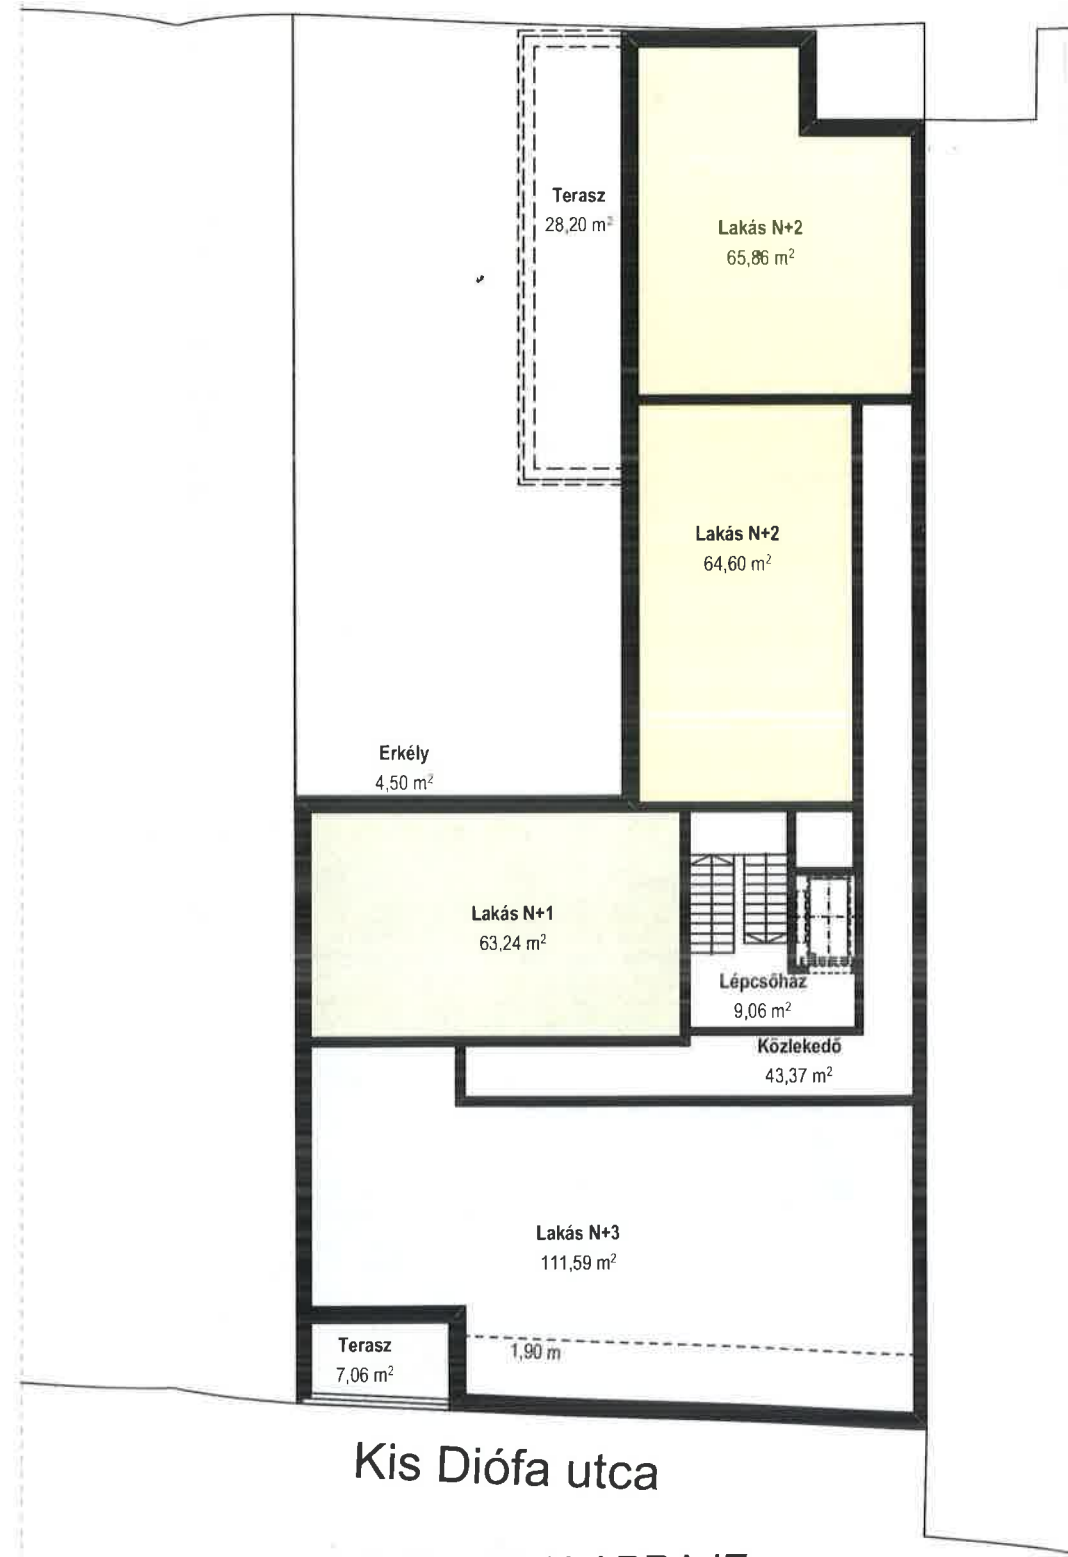 Terasz
28,20 m²
Lakás N+2
65,86 m²
Lakás N+2
64,60 m²
Erkély
4,50 m²
Lakás N+1
63,24 m²
Lépcsőház
9,06 m²
Közlekedő
43,37 m²
Lakás N+3
111,59 m²
Terasz
7,06 m²
1,90 m
Kis Diófa utca